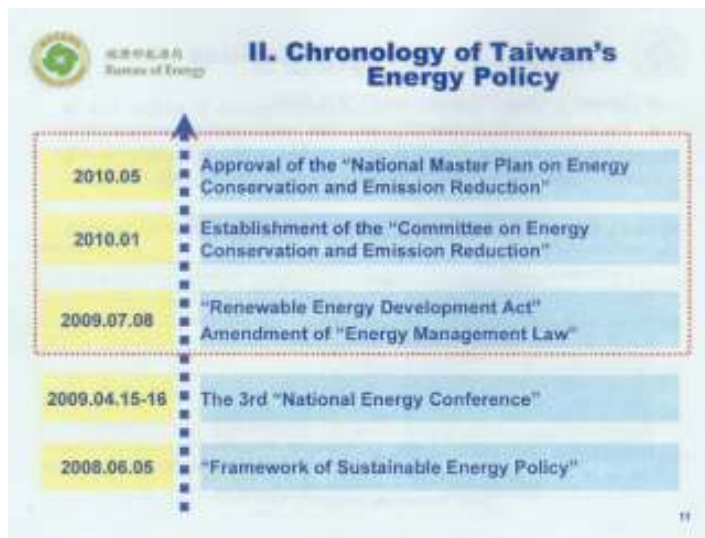 Bureau of Energy
II. Chronology of Taiwan's
Energy Policy
2010.05
Approval of the "National Master Plan on Energy
Conservation and Emission Reduction"
2010.01
Establishment of the "Committee on Energy
Conservation and Emission Reduction"
2009.07.08
"Renewable Energy Development Act"
Amendment of "Energy Management Law"
2009.04.15-16
The 3rd "National Energy Conference"
2008.06.05
"Framework of Sustainable Energy Policy"
11